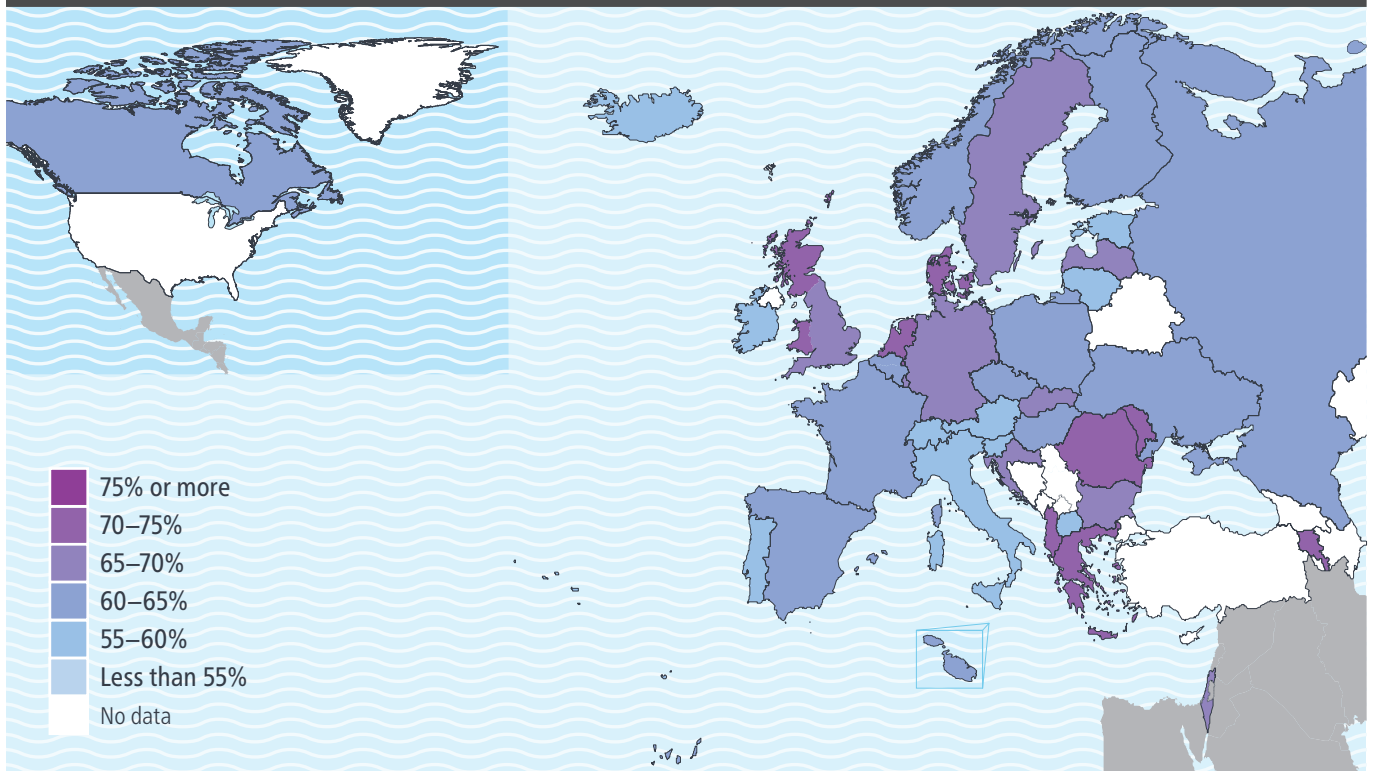 75% or more
70–75%
65–70%
60–65%
55–60%
Less than 55%
No data